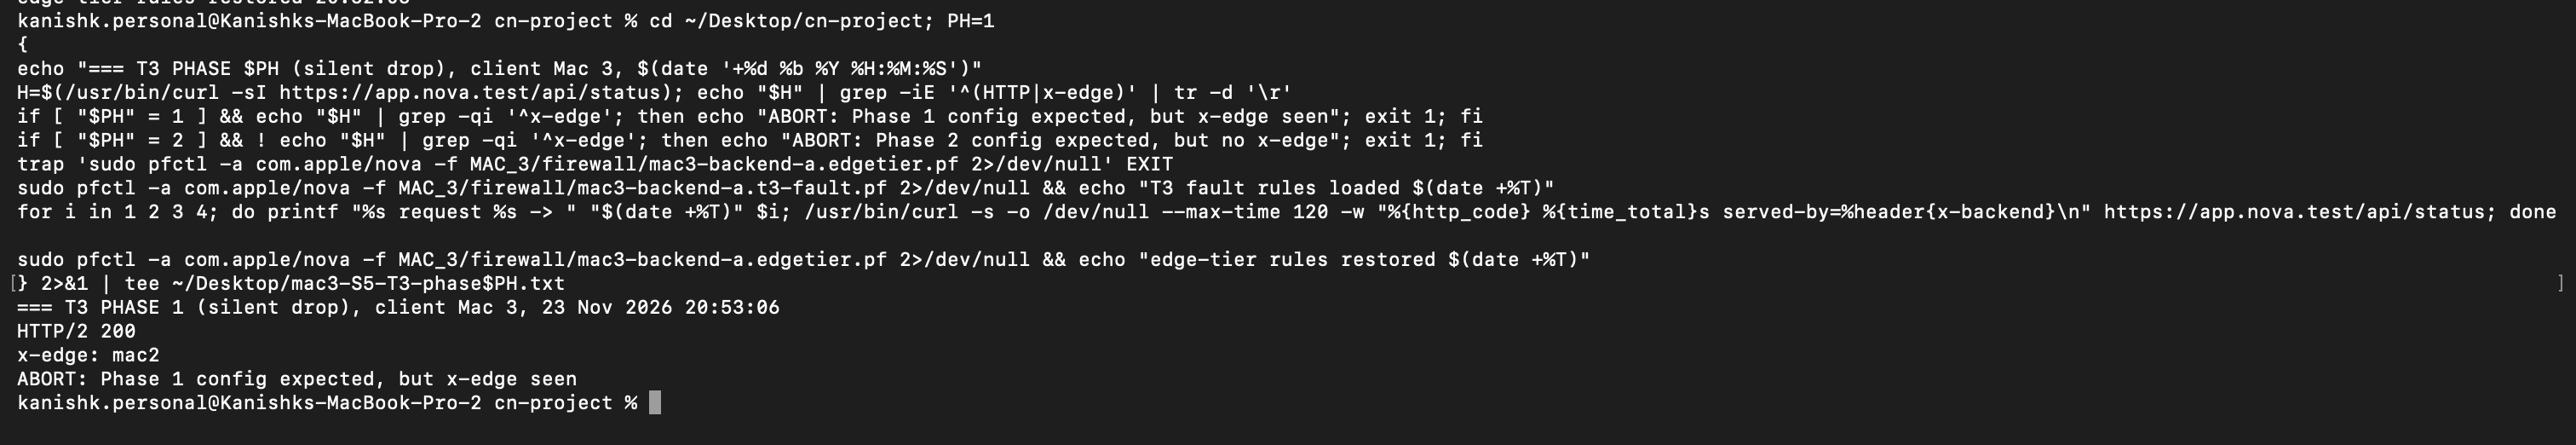 edge-tier rules restored 20:52:05
kanishk.personal@Kanishks-MacBook-Pro-2 cn-project % cd ~/Desktop/cn-project; PH=1
{
echo "=== T3 PHASE $PH (silent drop), client Mac 3, $(date '+%d %b %Y %H:%M:%S')"
H=$(/usr/bin/curl -sI https://app.nova.test/api/status); echo "$H" | grep -iE '^(HTTP|x-edge)' | tr -d '\r'
if [ "$PH" = 1 ] && echo "$H" | grep -qi '^x-edge'; then echo "ABORT: Phase 1 config expected, but x-edge seen"; exit 1; fi
if [ "$PH" = 2 ] && ! echo "$H" | grep -qi '^x-edge'; then echo "ABORT: Phase 2 config expected, but no x-edge"; exit 1; fi
trap 'sudo pfctl -a com.apple/nova -f MAC_3/firewall/mac3-backend-a.edgetier.pf 2>/dev/null' EXIT
sudo pfctl -a com.apple/nova -f MAC_3/firewall/mac3-backend-a.t3-fault.pf 2>/dev/null && echo "T3 fault rules loaded $(date +%T)"
for i in 1 2 3 4; do printf "%s request %s -> " "$(date +%T)" $i; /usr/bin/curl -s -o /dev/null --max-time 120 -w "%{http_code} %{time_total}s served-by=%header{x-backend}\n" https://app.nova.test/api/status; done
sudo pfctl -a com.apple/nova -f MAC_3/firewall/mac3-backend-a.edgetier.pf 2>/dev/null && echo "edge-tier rules restored $(date +%T)"
[} 2>&1 | tee ~/Desktop/mac3-S5-T3-phase$PH.txt ]
=== T3 PHASE 1 (silent drop), client Mac 3, 23 Nov 2026 20:53:06
HTTP/2 200
x-edge: mac2
ABORT: Phase 1 config expected, but x-edge seen
kanishk.personal@Kanishks-MacBook-Pro-2 cn-project %